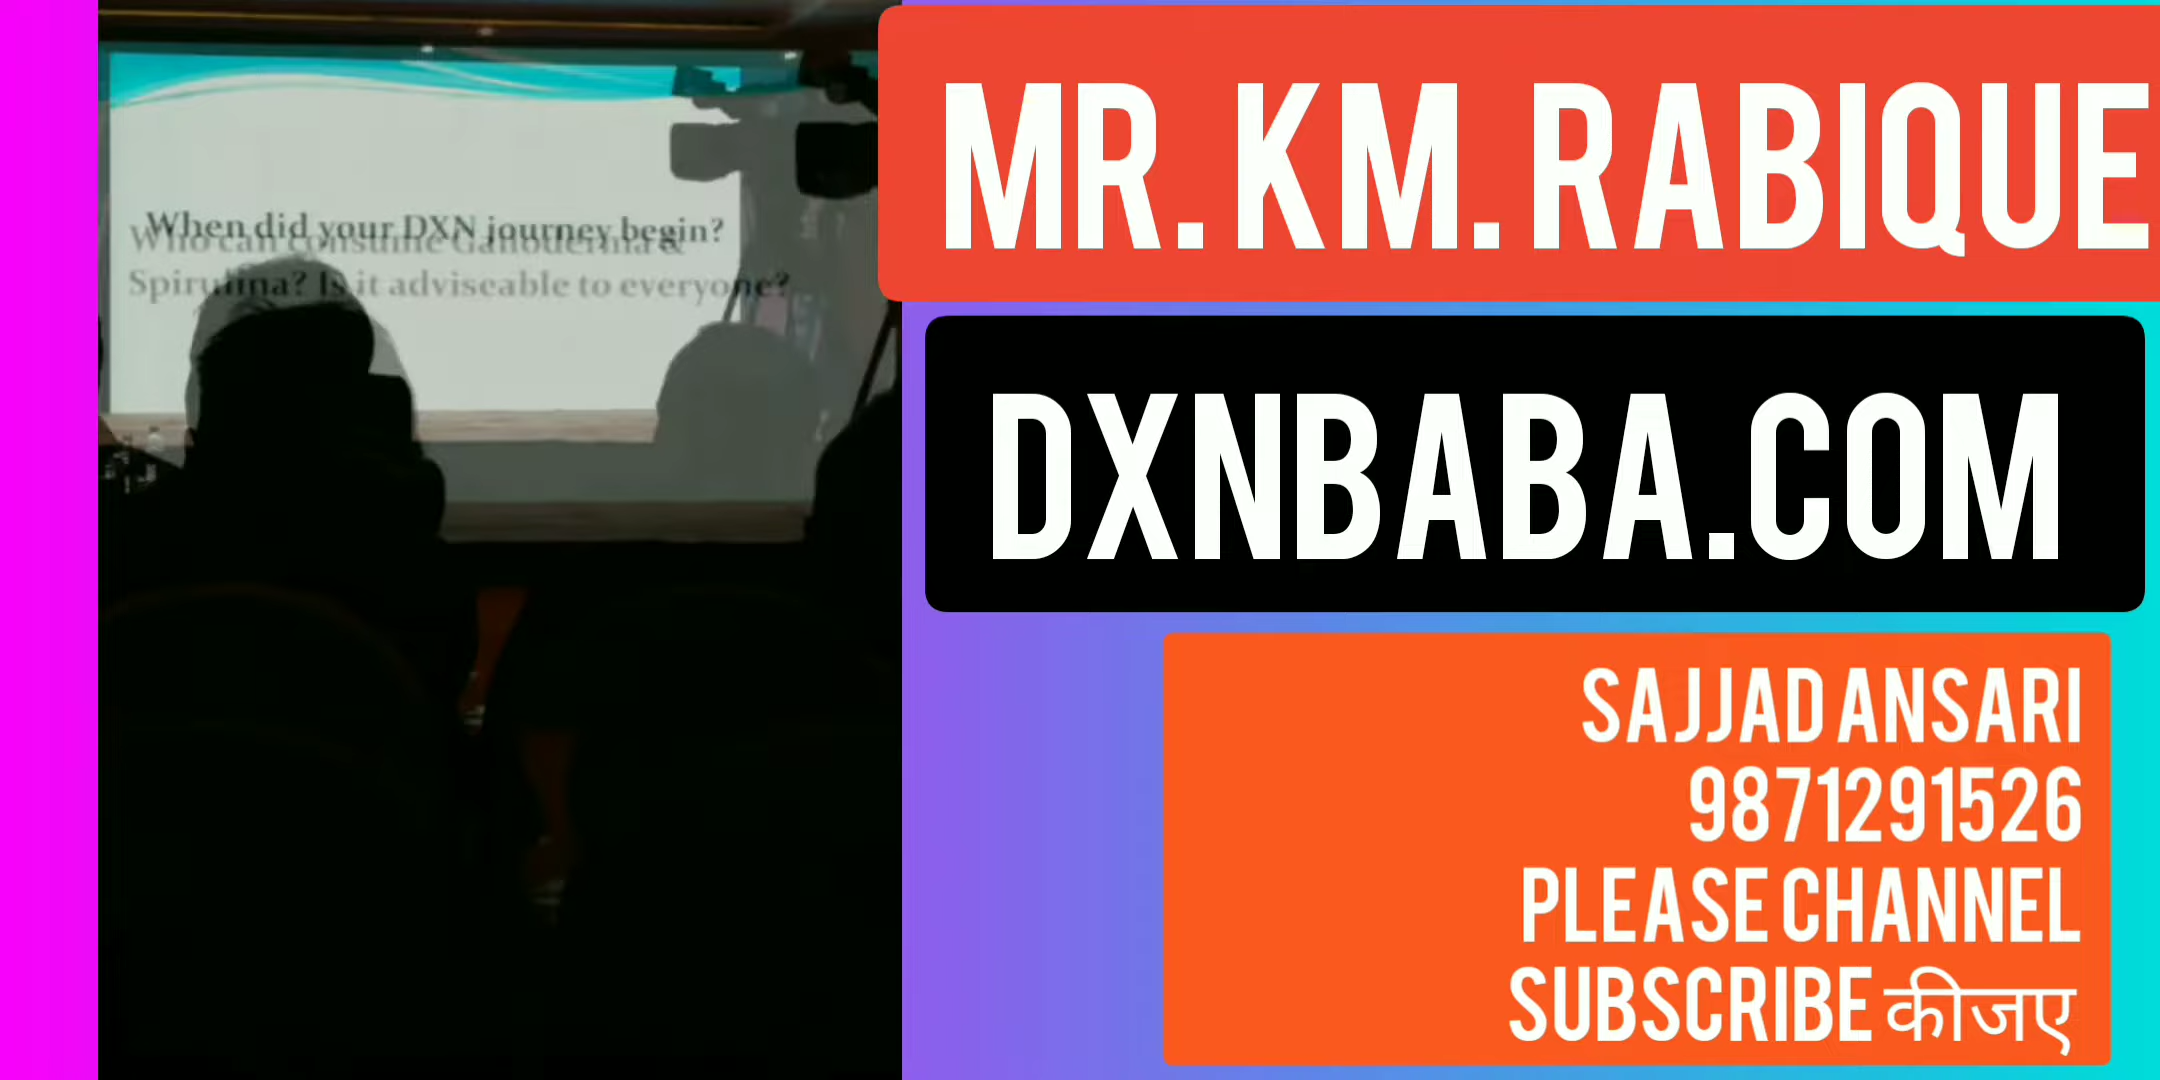 When did your DXN journey begin?
Who can consume Ganoderma &
Spirulina? Is it adviseable to everyone?
MR. KM. RABIQUE
DXNBABA.COM
SAJJAD ANSARI
9871291526
PLEASE CHANNEL
SUBSCRIBE कीजए